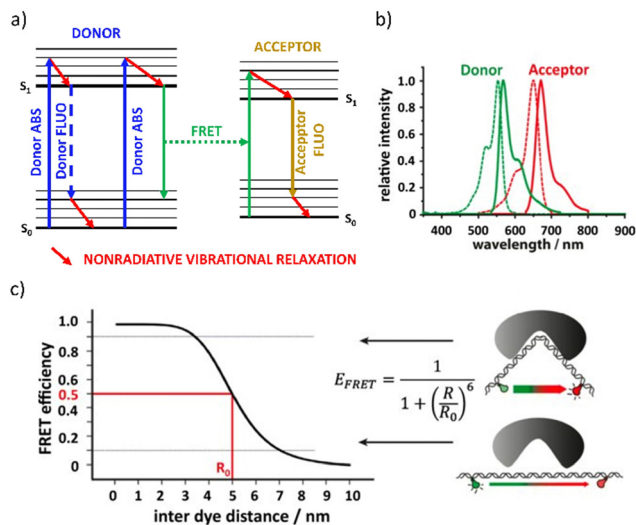 a)
DONOR
ACCEPTOR
S1
S1
Donor ABS
Donor FLUO
Donor ABS
FRET
Accepptor
FLUO
S0
S0
NONRADIATIVE VIBRATIONAL RELAXATION
b)
Donor
Acceptor
relative intensity
1
0.8
0.6
0.4
0.2
0
400 500 600 700 800 900
wavelength / nm
c)
FRET efficiency
1.0
0.8
0.6
0.5
0.4
0.2
0
R0
0 1 2 3 4 5 6 7 8 9 10
inter dye distance / nm
EFRET = 1 / 1 + (R/R0)^6